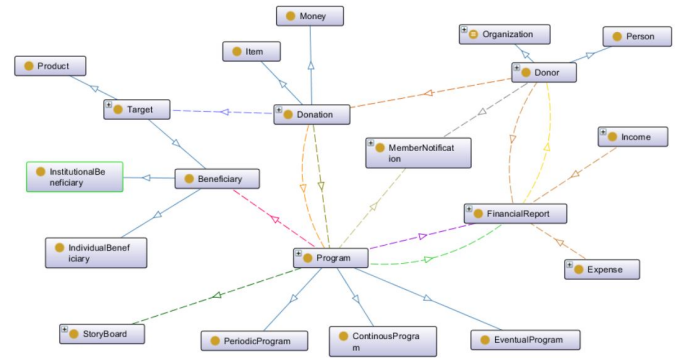 Money
Organization
Person
Item
Product
Donor
Target
Donation
Income
MemberNotificat
ion
InstitutionalBe
neficiary
Beneficiary
FinancialReport
IndividualBenef
iciary
Program
Expense
StoryBoard
PeriodicProgram
ContinousProgra
m
EventualProgram